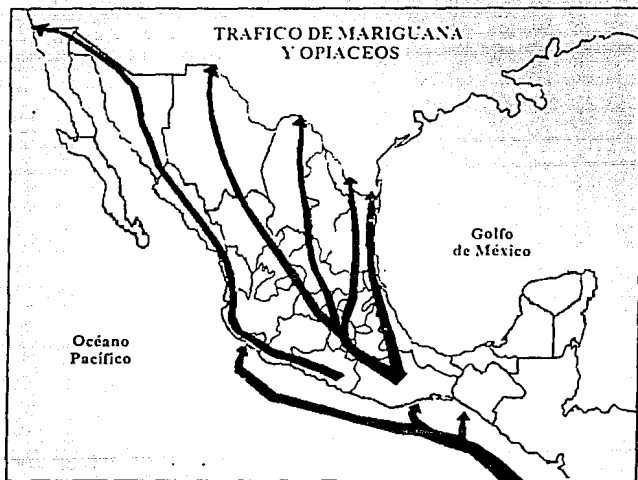 TRAFICO DE MARIGUANA
Y OPIACEOS
Golfo
de México
Océano
Pacífico